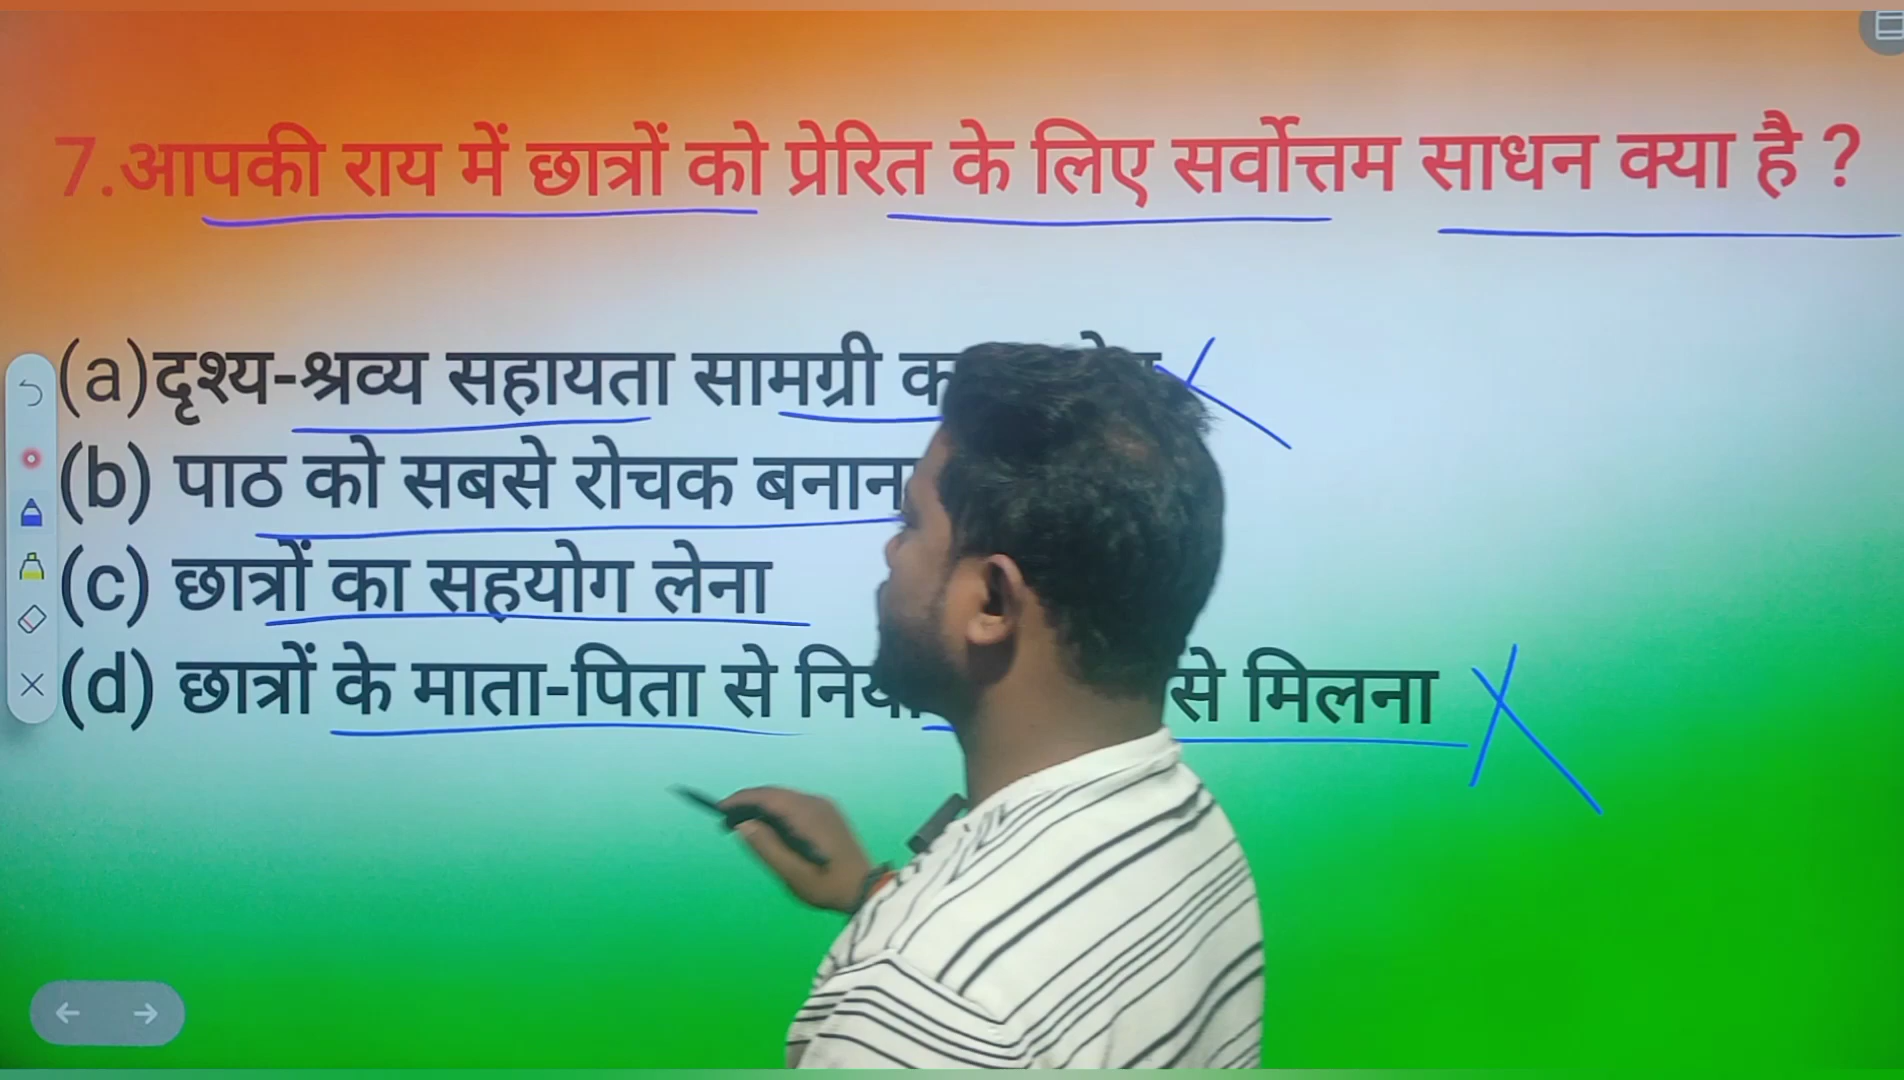 7.आपकी राय में छात्रों को प्रेरित के लिए सर्वोत्तम साधन क्या है ?
(a)दृश्य-श्रव्य सहायता सामग्री
(b) पाठ को सबसे रोचक
(c) छात्रों का सहयोग लेना
(d) छात्रों के माता-पिता से से मिलना